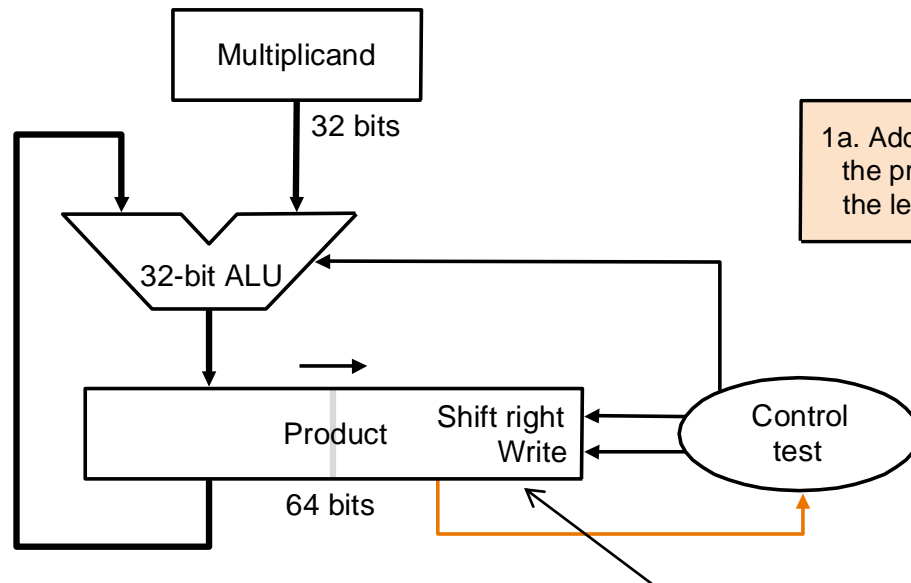 Multiplicand
32 bits
1a. Add
the pr
the le
32-bit ALU
Product
Shift right
Write
Control
test
64 bits